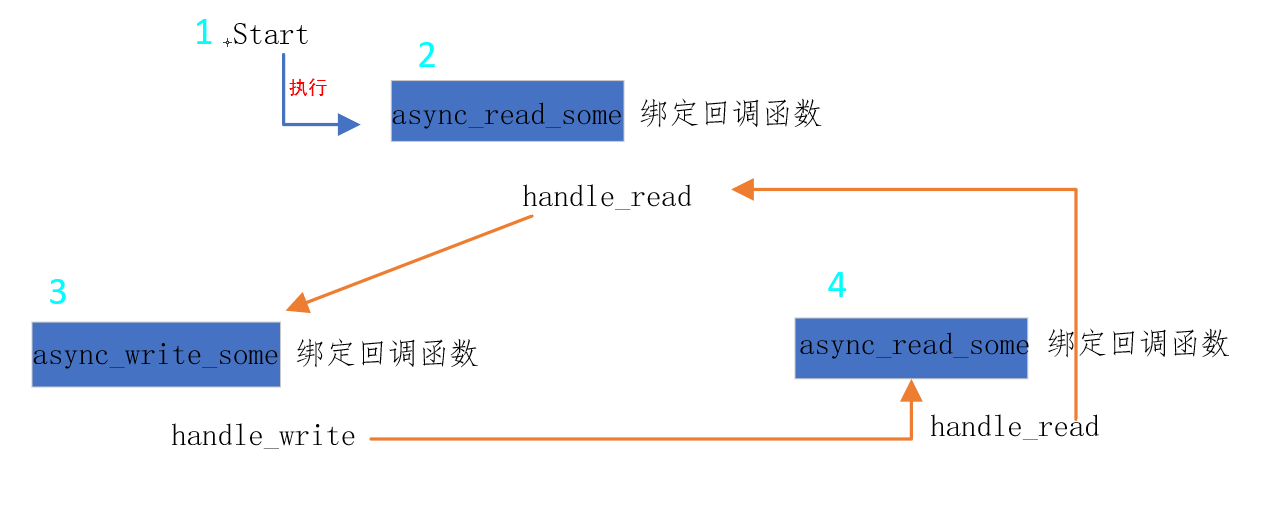 1 Start
执行
2
async_read_some 绑定回调函数
handle_read
3
async_write_some 绑定回调函数
handle_write
4
async_read_some 绑定回调函数
handle_read